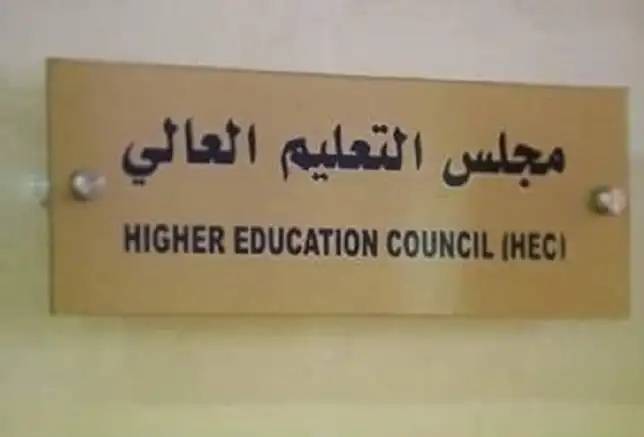 مجلس التعليم العالي
HIGHER EDUCATION COUNCIL (HEC)